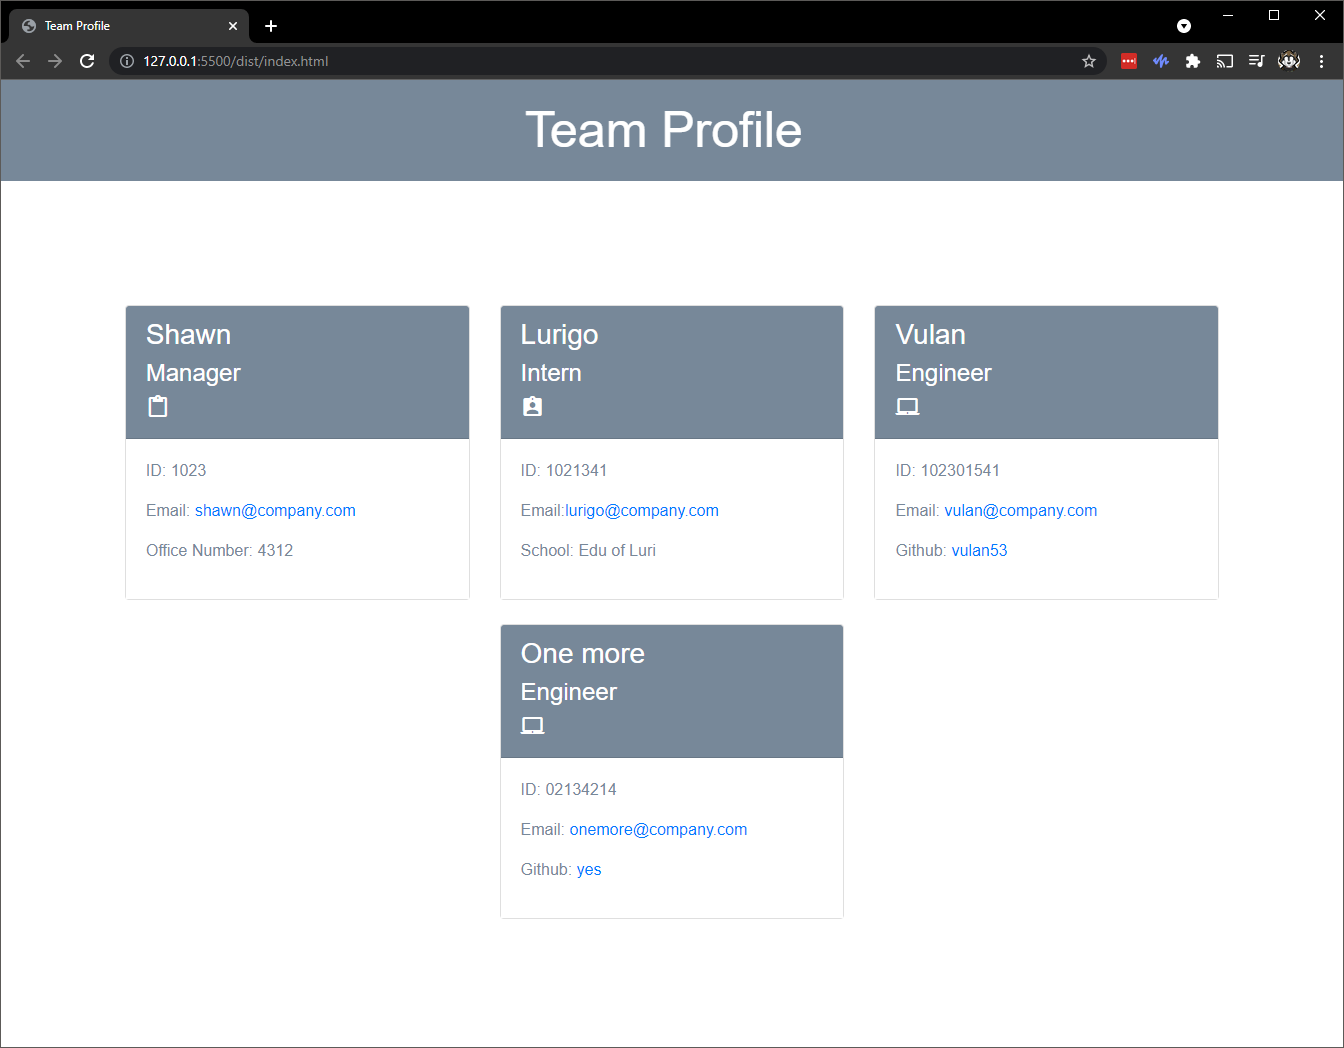 Team Profile
127.0.0.1:5500/dist/index.html
Team Profile
Shawn
Manager
ID: 1023
Email: shawn@company.com
Office Number: 4312
Lurigo
Intern
ID: 1021341
Email:lurigo@company.com
School: Edu of Luri
Vulan
Engineer
ID: 102301541
Email: vulan@company.com
Github: vulan53
One more
Engineer
ID: 02134214
Email: onemore@company.com
Github: yes